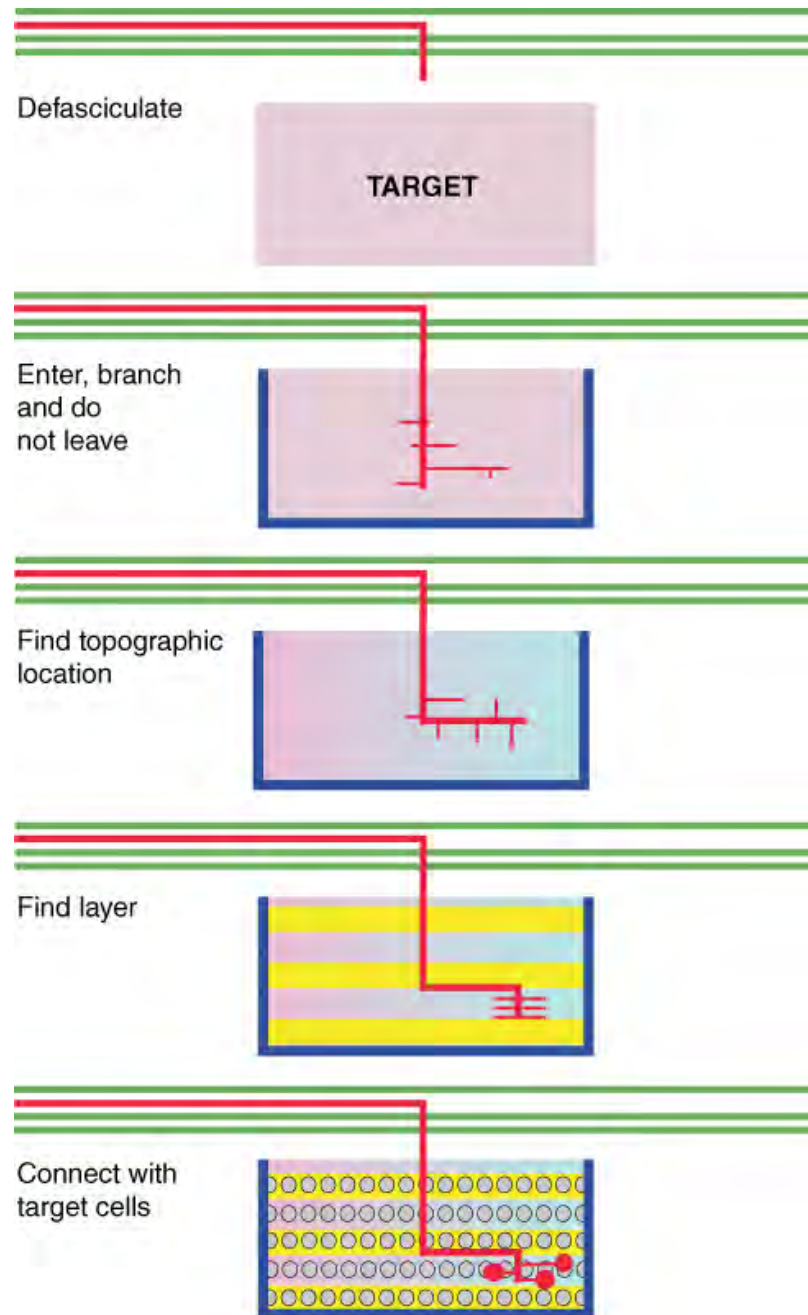 Defasciculate
TARGET
Enter, branch
and do
not leave
Find topographic
location
Find layer
Connect with
target cells